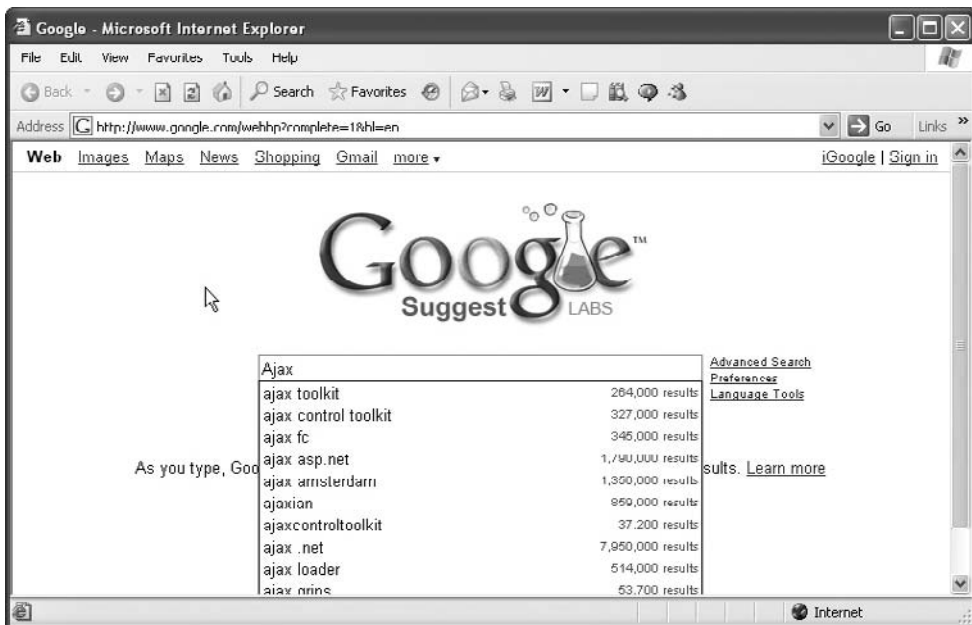 Google - Microsoft Internet Explorer
File Edit View Favorites Tools Help
Back Search Favorites
Address http://www.google.com/webhp?complete=1&hl=en Go Links »
Web Images Maps News Shopping Gmail more iGoogle | Sign in
Google™
Suggest LABS
Ajax
Advanced Search
Preferences
Language Tools
ajax toolkit 264,000 results
ajax control toolkit 327,000 results
ajax fc 345,000 results
ajax asp.net 1,790,000 results
As you type, Goo sults. Learn more
ajax amsterdam 1,350,000 results
ajaxian 859,000 results
ajaxcontroltoolkit 37,200 results
ajax .net 7,950,000 results
ajax loader 514,000 results
ajax grips 53,700 results
Internet